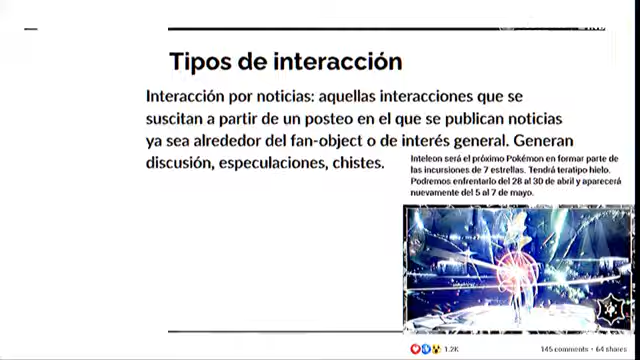 Tipos de interacción
Interacción por noticias: aquellas interacciones que se
suscitan a partir de un posteo en el que se publican noticias
ya sea alrededor del fan-object o de interés general. Generan
discusión, especulaciones, chistes.
Inteleon será el próximo Pokémon en formar parte de
las incursiones de 7 estrellas. Tendrá teratipo hielo.
Podremos enfrentarlo del 28 al 30 de abril y aparecerá
nuevamente del 5 al 7 de mayo.
1.2K
145 comments • 64 shares